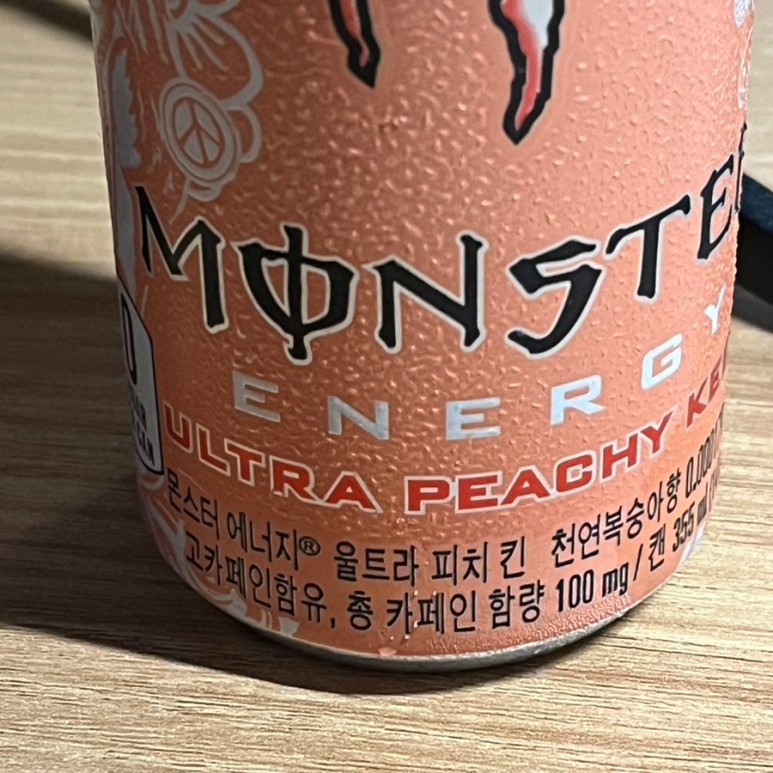 MONSTER
ENERGY
ULTRA PEACHY
몬스터 에너지® 울트라 피치 킨 천연복숭아향
고카페인함유, 총 카페인 함량 100 mg / 캔 355